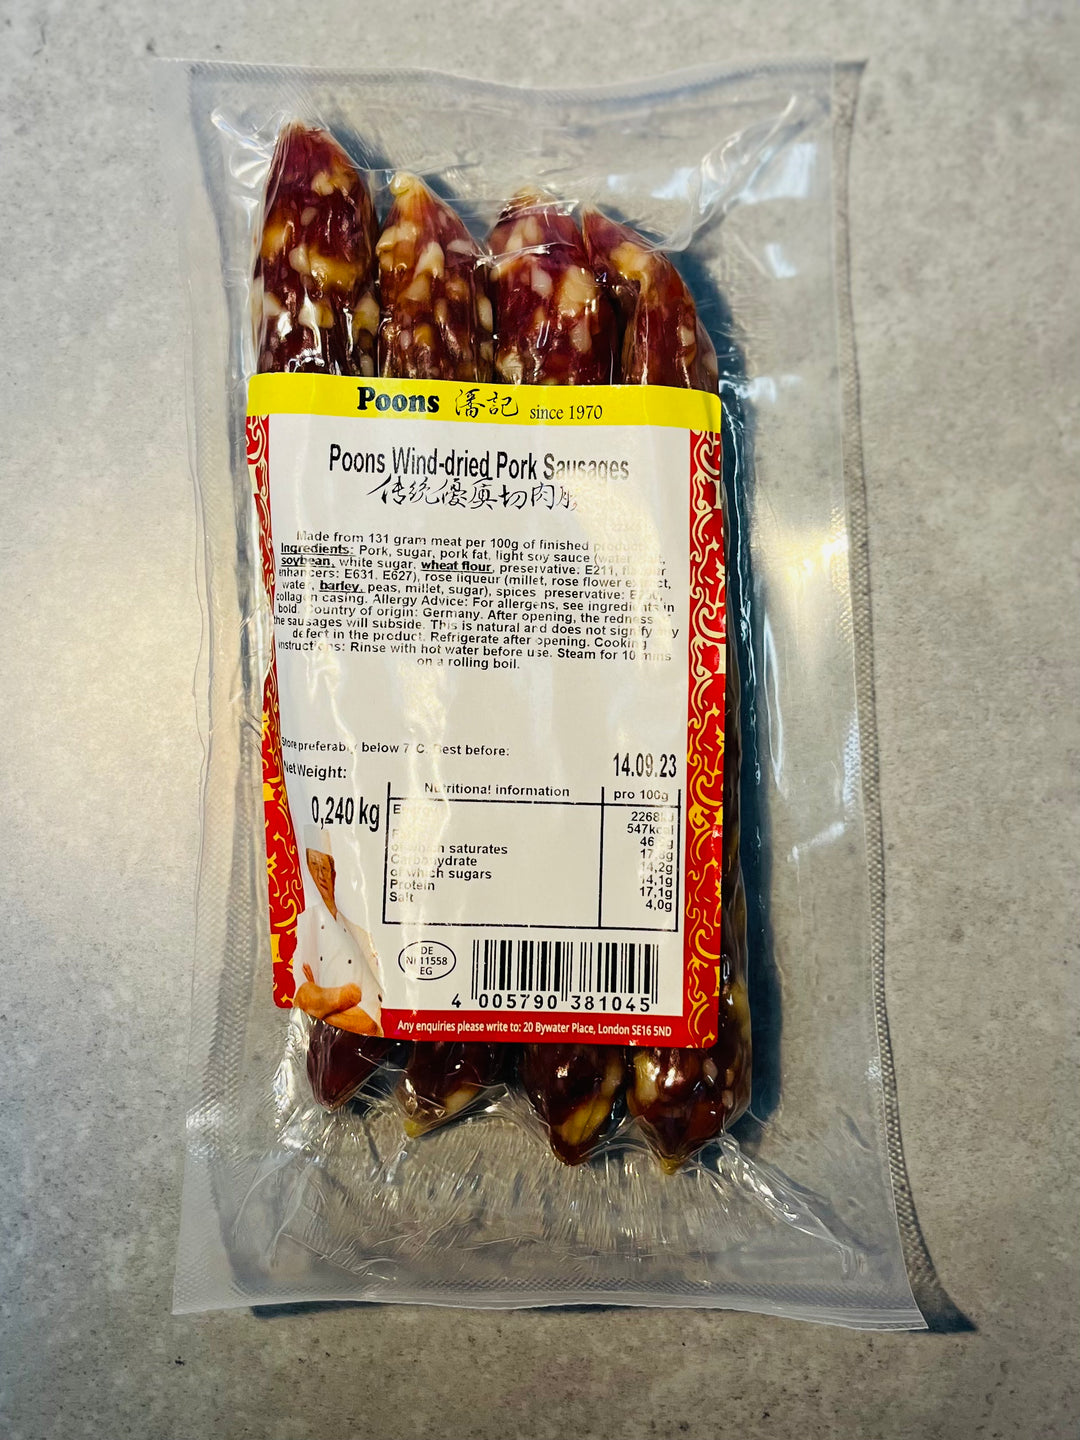 Poons 潘記 since 1970
Poons Wind-dried Pork Sausages
传统優質切肉
Made from 131 gram meat per 100g of finished
Ingredients: Pork, sugar, pork fat, light soy sauce (water,
soybean, white sugar, wheat flour, preservative: E211,
enhancers: E631. E627), rose liqueur (millet, rose flower
water, barley, peas, millet, sugar), spices preservative:
collagen casing. Allergy Advice: For allergens, see ingredients in
bold. Country of origin: Germany. After opening, the redness
the sausages will subside. This is natural and does not signify
defect in the product. Refrigerate after opening. Cooking
instructions: Rinse with hot water before use. Steam for 10 mins
on a rolling boil.
Store preferably below 7 C. Best before:
14.09.23
Net Weight:
0,240 kg
Nutritional information pro 100g
2268kJ
547kcal
of which saturates
Carbohydrate 14,2g
of which sugars 14,1g
Protein 17,1g
Salt 4,0g
DE
NI 11558
EG
4 005790 381045
Any enquiries please write to: 20 Bywater Place, London SE16 5ND